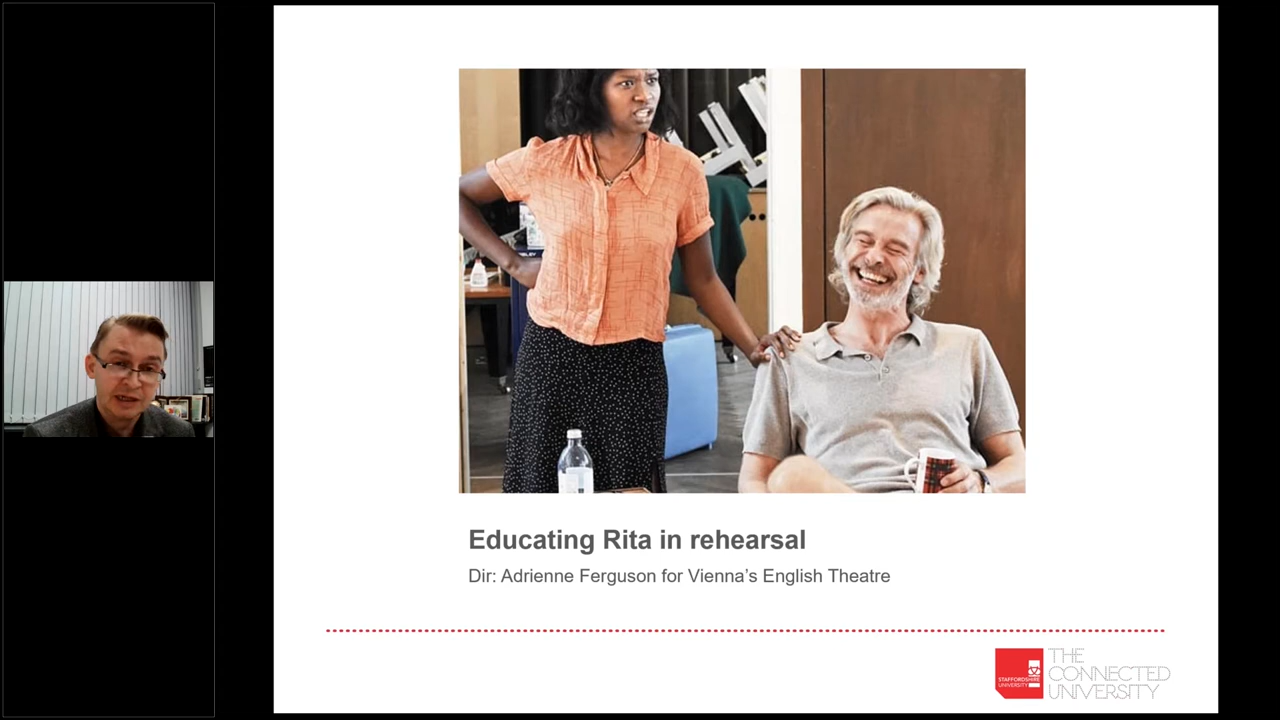 Educating Rita in rehearsal
Dir: Adrienne Ferguson for Vienna’s English Theatre
STAFFORDSHIRE
UNIVERSITY
THE
CONNECTED
UNIVERSITY